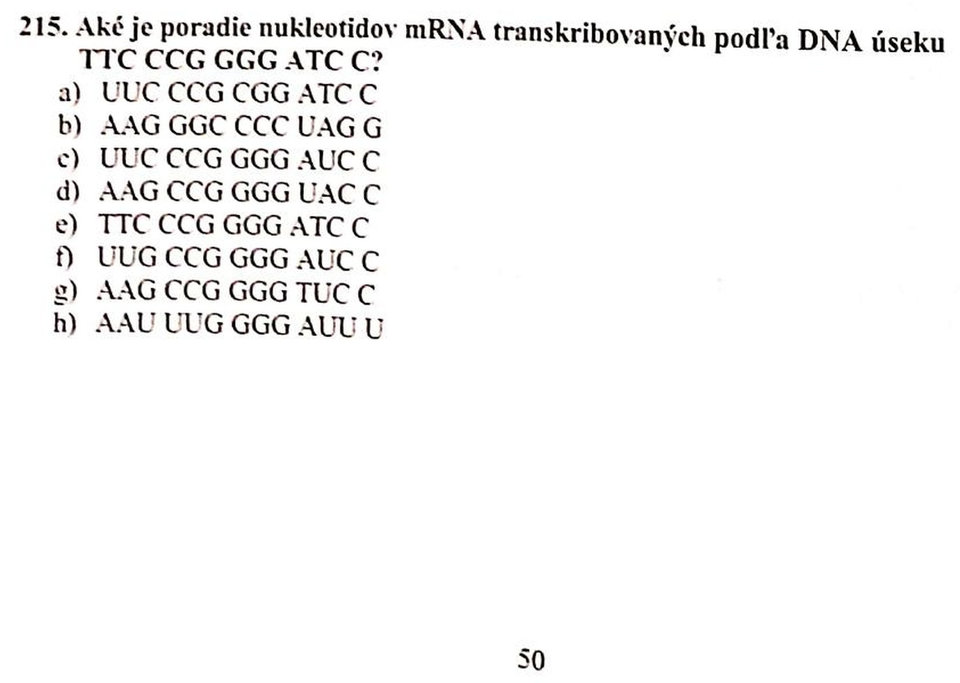 215. Aké je poradie nukleotidov mRNA transkribovaných podľa DNA úseku
TTC CCG GGG ATC C?
a) UUC CCG CGG ATC C
b) AAG GGC CCC UAG G
c) UUC CCG GGG AUC C
d) AAG CCG GGG UAC C
e) TTC CCG GGG ATC C
f) UUG CCG GGG AUC C
g) AAG CCG GGG TUC C
h) AAU UUG GGG AUU U
50